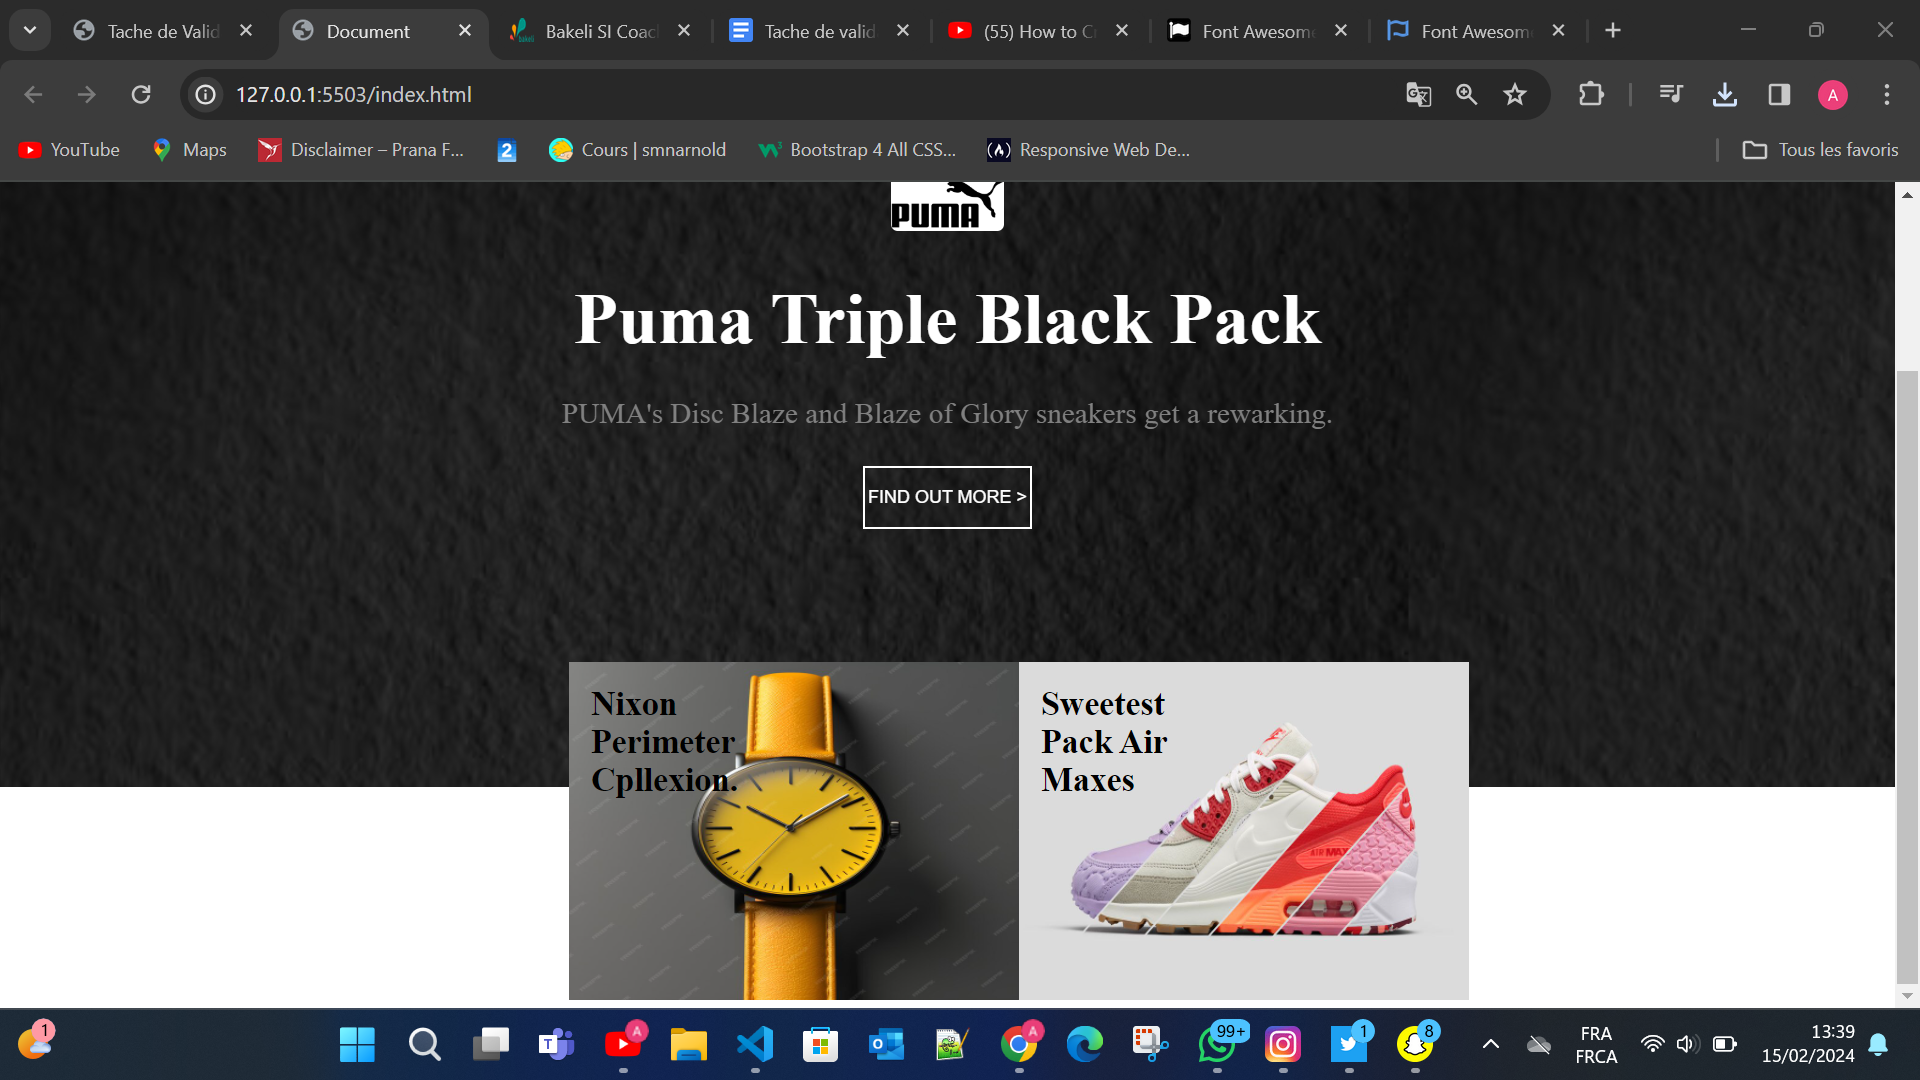 Tache de Valid
Document
Bakeli SI Coac
Tache de valid
(55) How to C
Font Awesom
Font Awesom
127.0.0.1:5503/index.html
A
YouTube
Maps
Disclaimer – Prana F...
2
Cours | smnarnold
Bootstrap 4 All CSS...
Responsive Web De...
Tous les favoris
PUMA
Puma Triple Black Pack
PUMA's Disc Blaze and Blaze of Glory sneakers get a rewarking.
FIND OUT MORE >
Nixon
Perimeter
Cpllexion.
Sweetest
Pack Air
Maxes
AIR MAX
1
A
A
99+
1
8
FRA
FRCA
13:39
15/02/2024